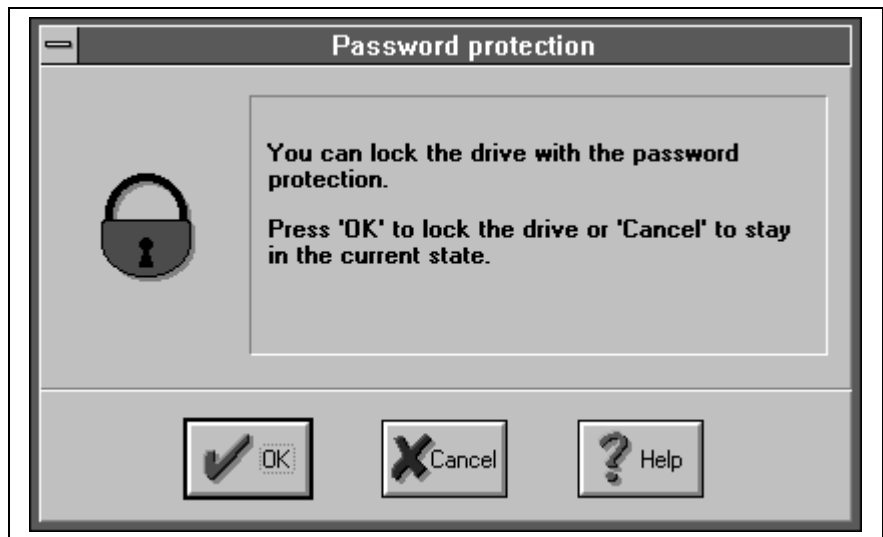 Password protection
You can lock the drive with the password
protection.
Press 'OK' to lock the drive or 'Cancel' to stay
in the current state.
OK
Cancel
Help